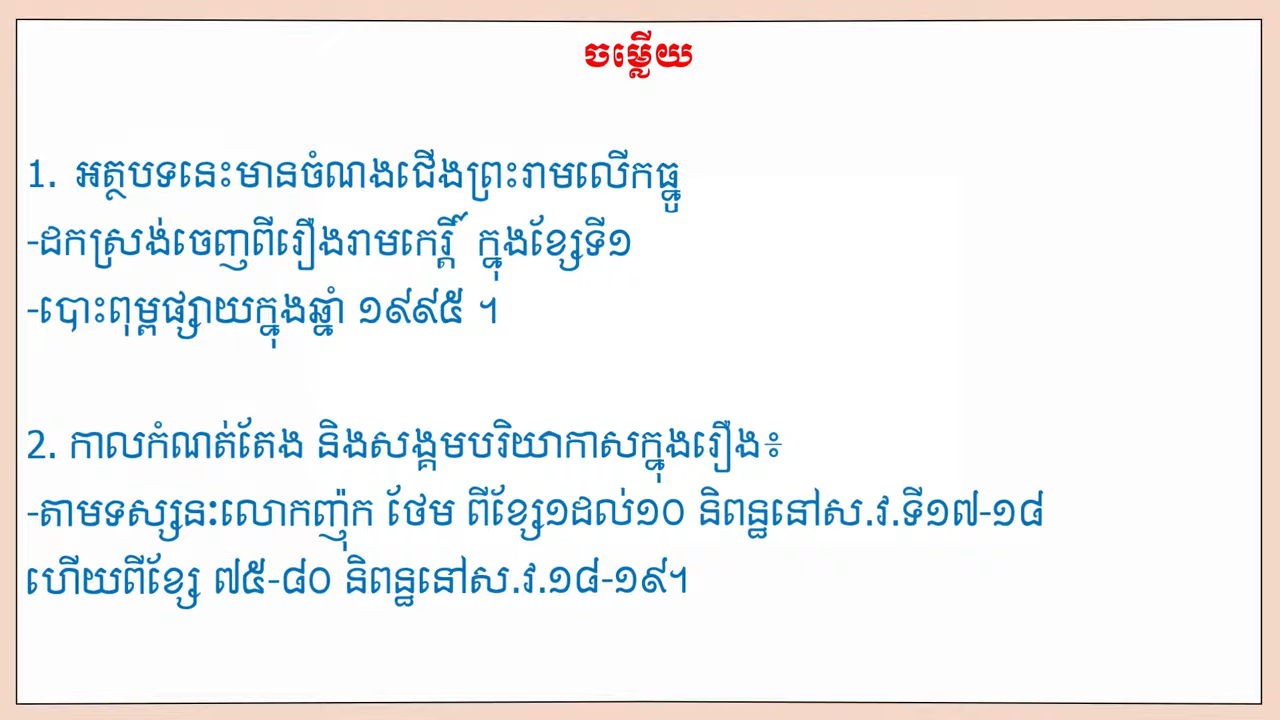 ចម្លើយ
1. អត្ថបទនេះមានចំណងជើងព្រះរាមលើកធ្នូ
-ដកស្រង់ចេញពីរឿងរាមកេរ្តិ៍ ក្នុងខ្សែទី១
-បោះពុម្ពផ្សាយក្នុងឆ្នាំ ១៩៩៥ ។
2. កាលកំណត់តែង និងសង្គមបរិយាកាសក្នុងរឿង៖
-តាមទស្សនៈលោកញ៉ុក ថែម ពីខ្សែ១ដល់១០ និពន្ឋនៅស.វ.ទី១៧-១៨
ហើយពីខ្សែ ៧៥-៨០ និពន្ឋនៅស.វ.១៨-១៩។